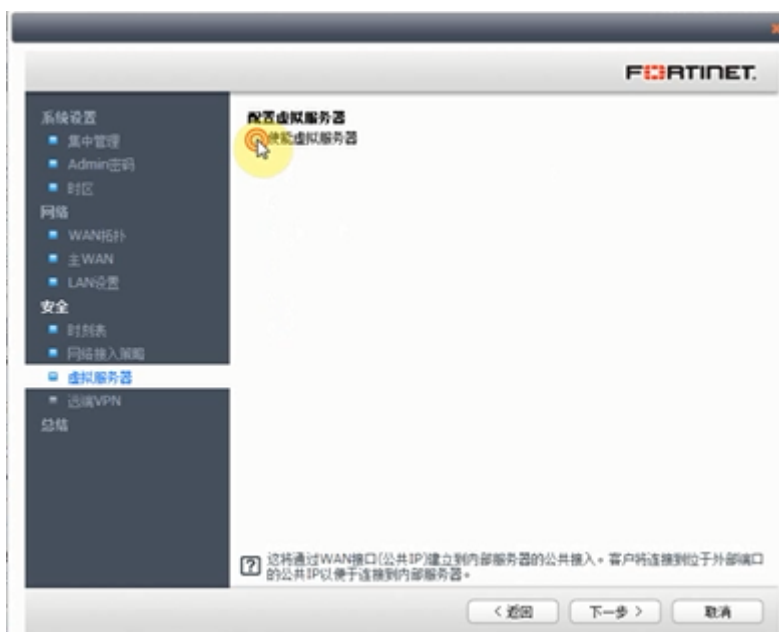 FORTINET.
系统设置
集中管理
Admin密码
时区
网络
WAN拓扑
主WAN
LAN设置
安全
时刻表
网络接入策略
虚拟服务器
远端VPN
总结
配置虚拟服务器
使能虚拟服务器
? 这将通过WAN接口(公共IP)建立到内部服务器的公共接入。客户将连接到位于外部端口
的公共IP以便于连接到内部服务器。
< 返回
下一步 >
取消